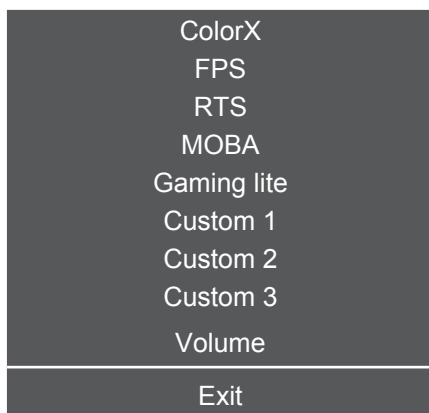 ColorX
FPS
RTS
MOBA
Gaming lite
Custom 1
Custom 2
Custom 3
Volume
Exit